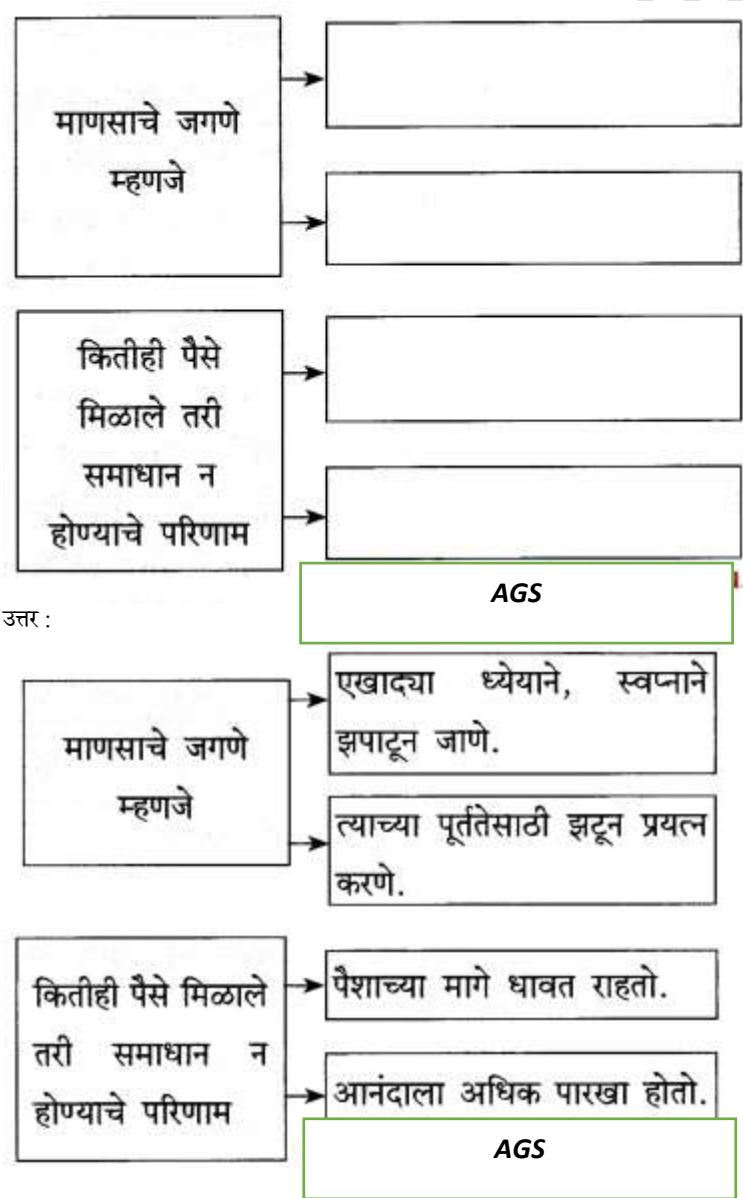 माणसाचे जगणे
म्हणजे
कितीही पैसे
मिळाले तरी
समाधान न
होण्याचे परिणाम
AGS
उत्तर :
माणसाचे जगणे
म्हणजे
एखाद्या ध्येयाने, स्वप्नाने
झपाटून जाणे.
त्याच्या पूर्ततेसाठी झटून प्रयत्न
करणे.
कितीही पैसे मिळाले
तरी समाधान न
होण्याचे परिणाम
पैशाच्या मागे धावत राहतो.
आनंदाला अधिक पारखा होतो.
AGS